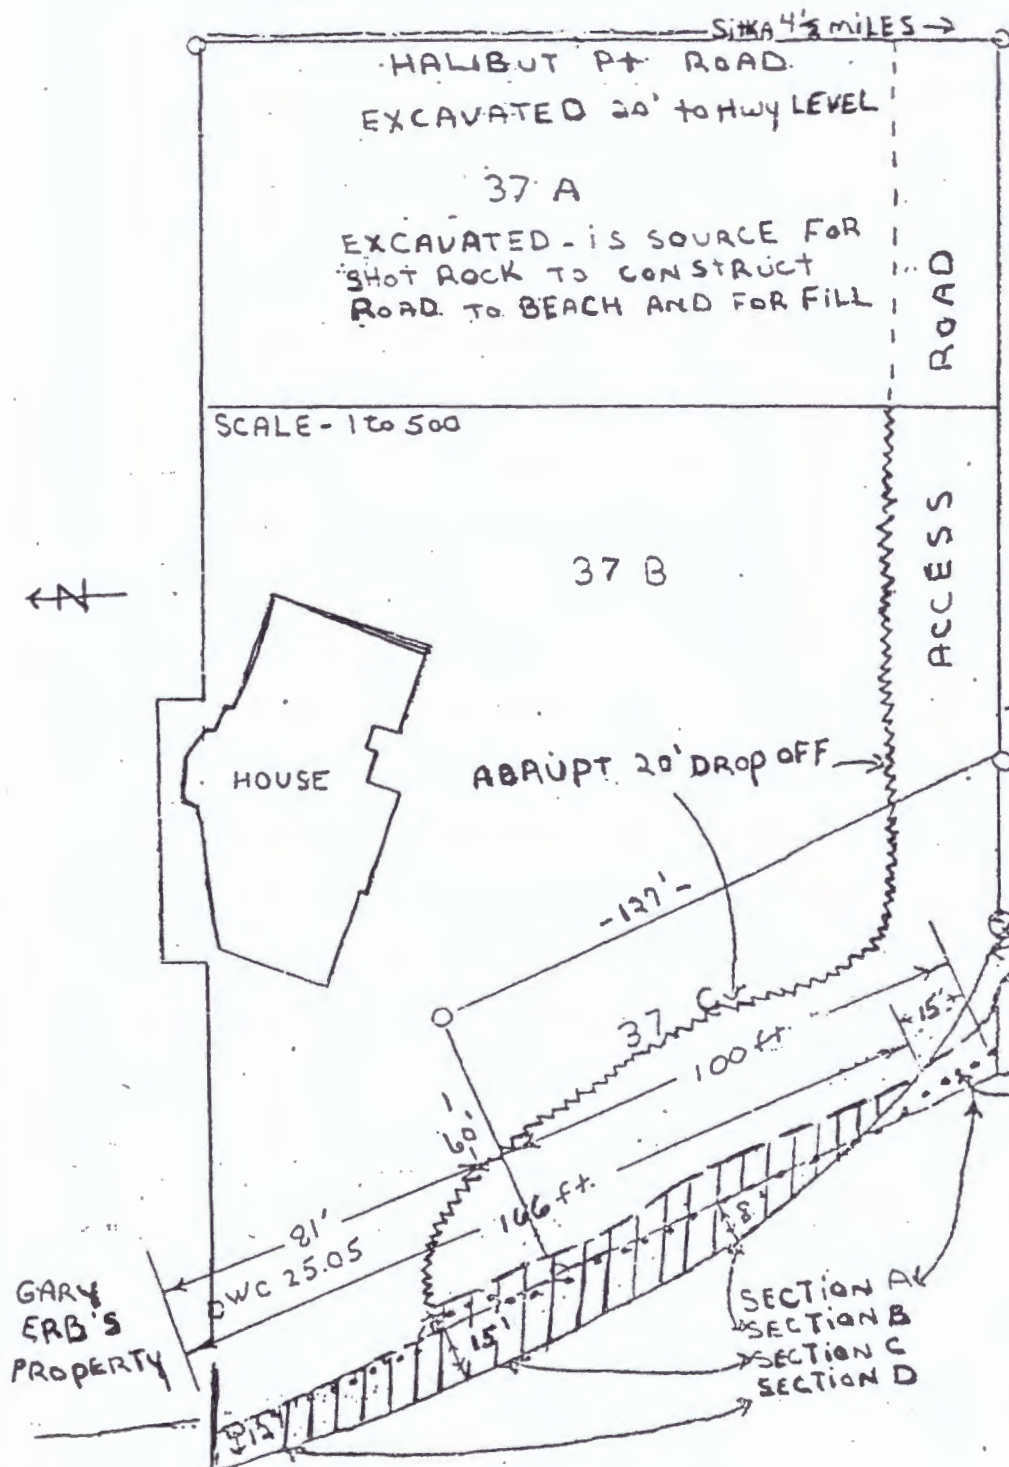 SITKA 4½ MILES →
HALIBUT Pt ROAD
EXCAVATED 20' to Hwy LEVEL
37 A
EXCAVATED - iS SOURCE FOR
SHOT ROCK TO CONSTRUCT
ROAD TO BEACH AND FOR FILL
ACCESS ROAD
SCALE - 1 to 500
37 B
N
HOUSE
ABRUPT 20' DROP OFF
-127'-
37 C
15'
100 ft
-60'-
81'
166 ft.
WC 25.05
8'
15'
12'
GARY
ERB'S
PROPERTY
SECTION A
SECTION B
SECTION C
SECTION D